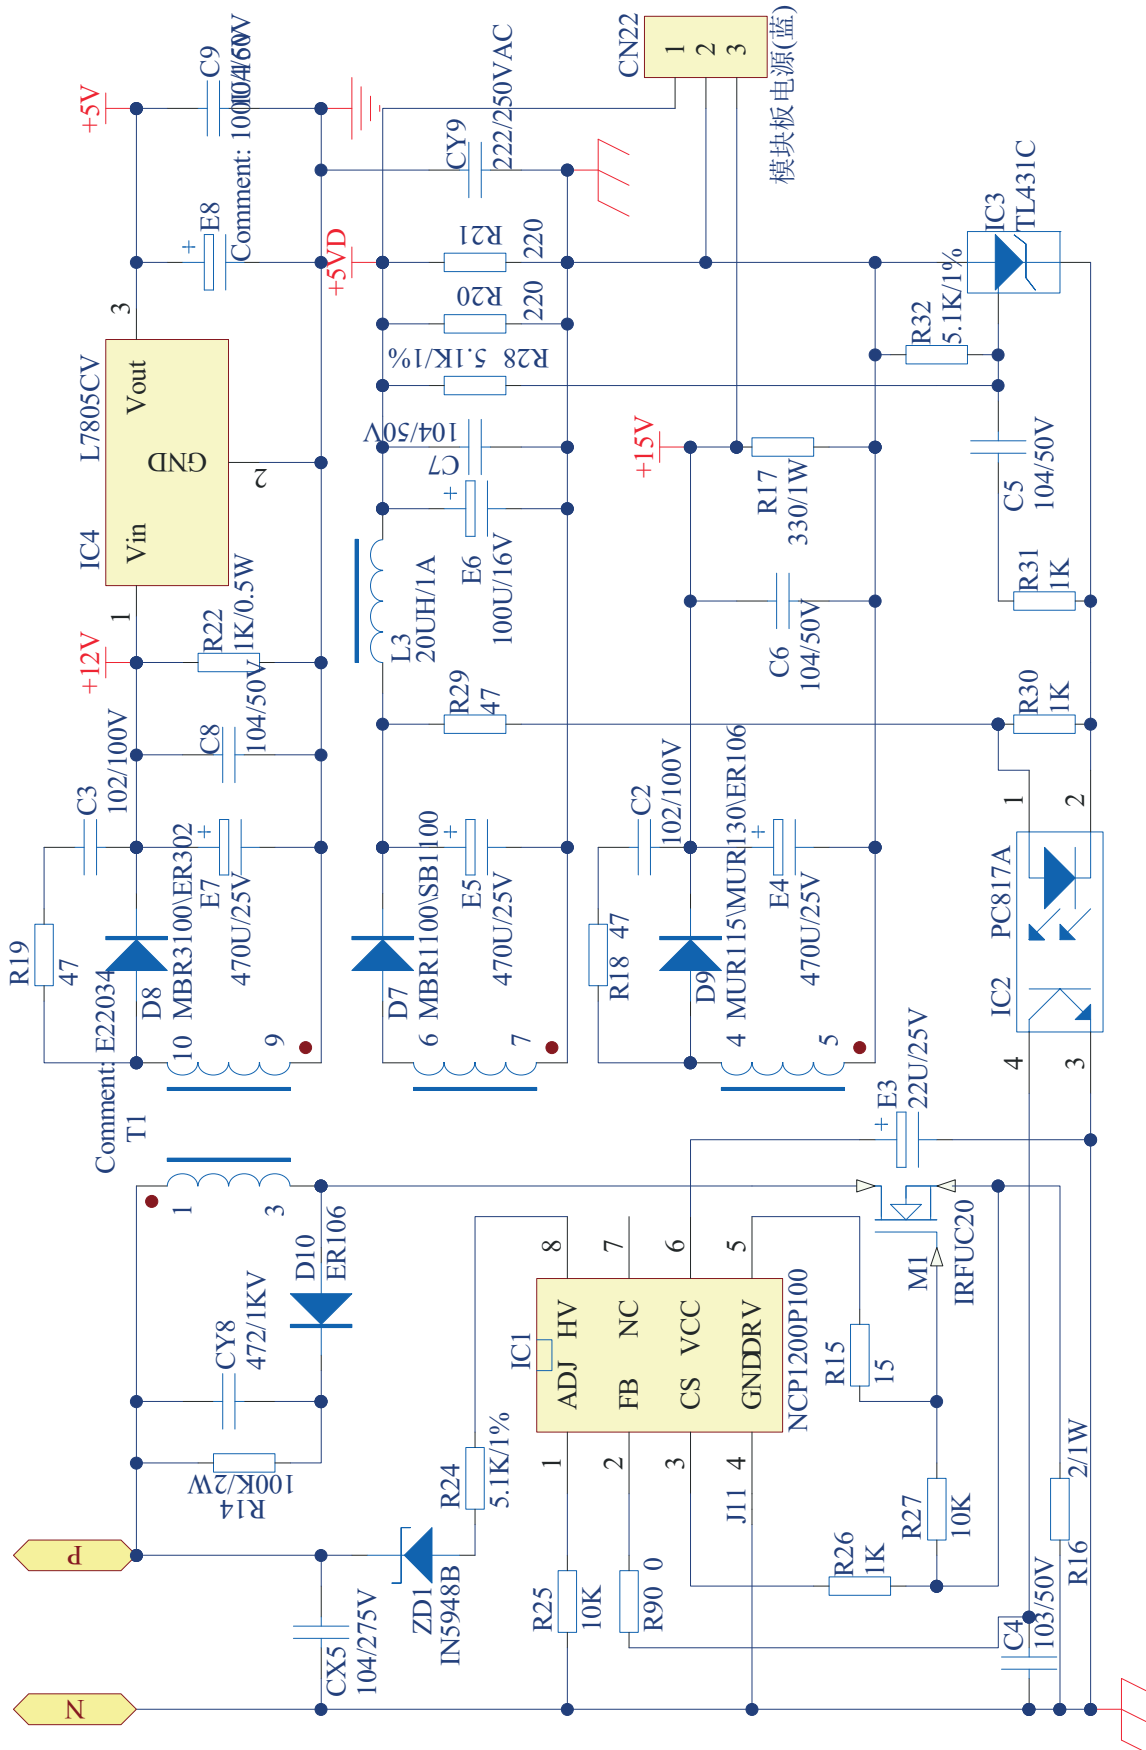 P
N
CX5
104/275V
R14
100K/2W
CY8
472/1KV
D10
ER106
ZD1
IN5948B
R24
5.1K/1%
1
3
T1
Comment: E22034
R19
47
C3
102/100V
D8
MBR3100\ER302
10
9
E7
470U/25V
+
C8
104/50V
R22
1K/0.5W
+12V
IC4
L7805CV
Vin
Vout
GND
1
2
3
+5V
E8
+
C9
D7
MBR1100\SB1100
6
7
E5
470U/25V
+
L3
20UH/1A
R29
47
E6
100U/16V
+
C7
104/50V
R28 5.1K/1%
R20
220
R21
220
+5VD
CY9
222/250VAC
CN22
1
2
3
模块板电源(蓝)
R18 47
C2
102/100V
D9
MUR115\MUR130\ER106
4
5
E4
470U/25V
+
C6
104/50V
+15V
R17
330/1W
IC3
TL431C
R32
5.1K/1%
C5
104/50V
R31
1K
R30
1K
IC2
PC817A
1
2
3
4
E3
22U/25V
+
M1
IRFUC20
IC1
NCP1200P100
ADJ
HV
FB
NC
CS
VCC
GND
DRV
1
2
3
4
5
6
7
8
J11
R15
15
R25
10K
R90 0
R26
1K
R27
10K
R16
2/1W
C4
103/50V